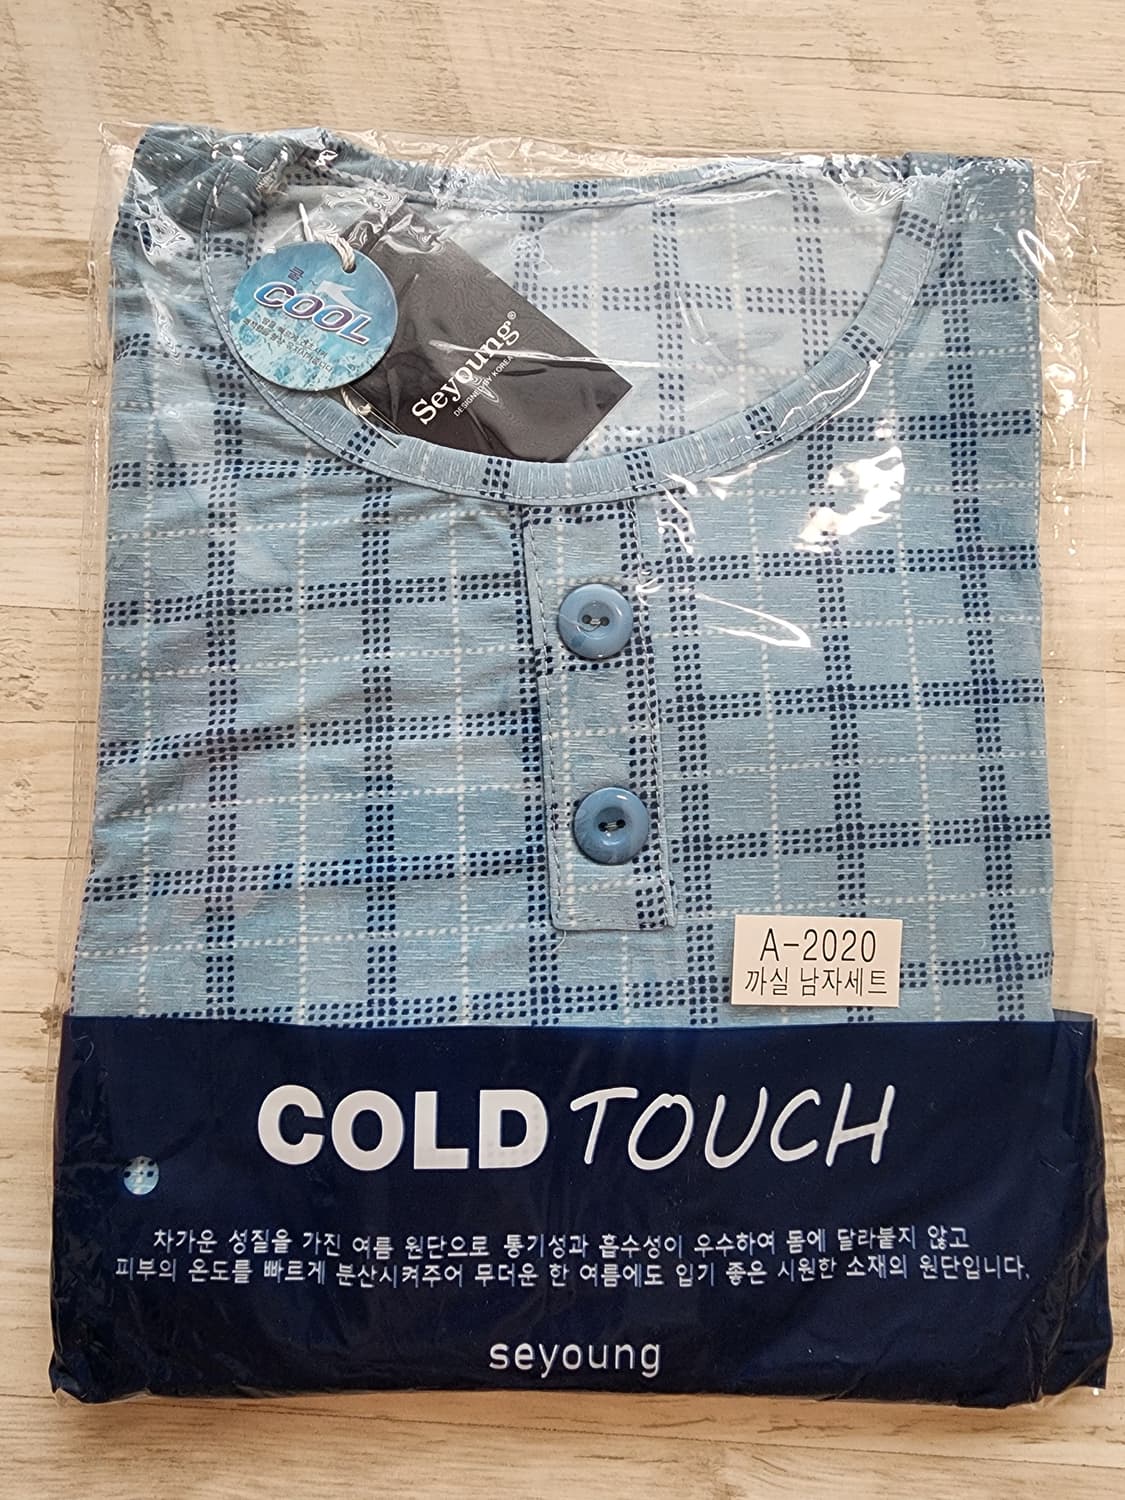 쿨
COOL
Seyoung®
DESIGNED BY KOREA
A-2020
까실 남자세트
COLD TOUCH
차가운 성질을 가진 여름 원단으로 통기성과 흡수성이 우수하여 몸에 달라붙지 않고
피부의 온도를 빠르게 분산시켜주어 무더운 한 여름에도 입기 좋은 시원한 소재의 원단입니다.
seyoung